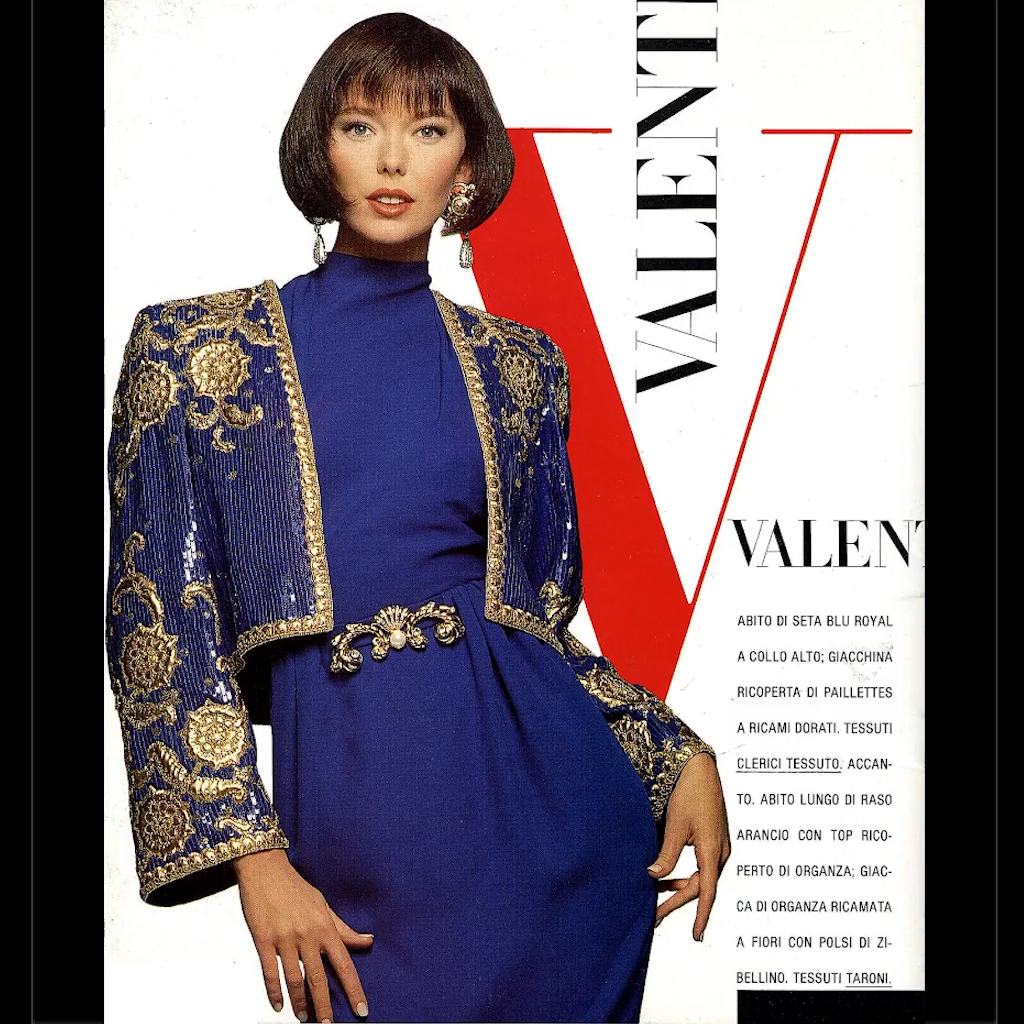 VALENTI
V
VALENT
ABITO DI SETA BLU ROYAL
A COLLO ALTO; GIACCHINA
RICOPERTA DI PAILLETTES
A RICAMI DORATI. TESSUTI
CLERICI TESSUTO. ACCAN-
TO. ABITO LUNGO DI RASO
ARANCIO CON TOP RICO-
PERTO DI ORGANZA; GIAC-
CA DI ORGANZA RICAMATA
A FIORI CON POLSI DI ZI-
BELLINO. TESSUTI TARONI.